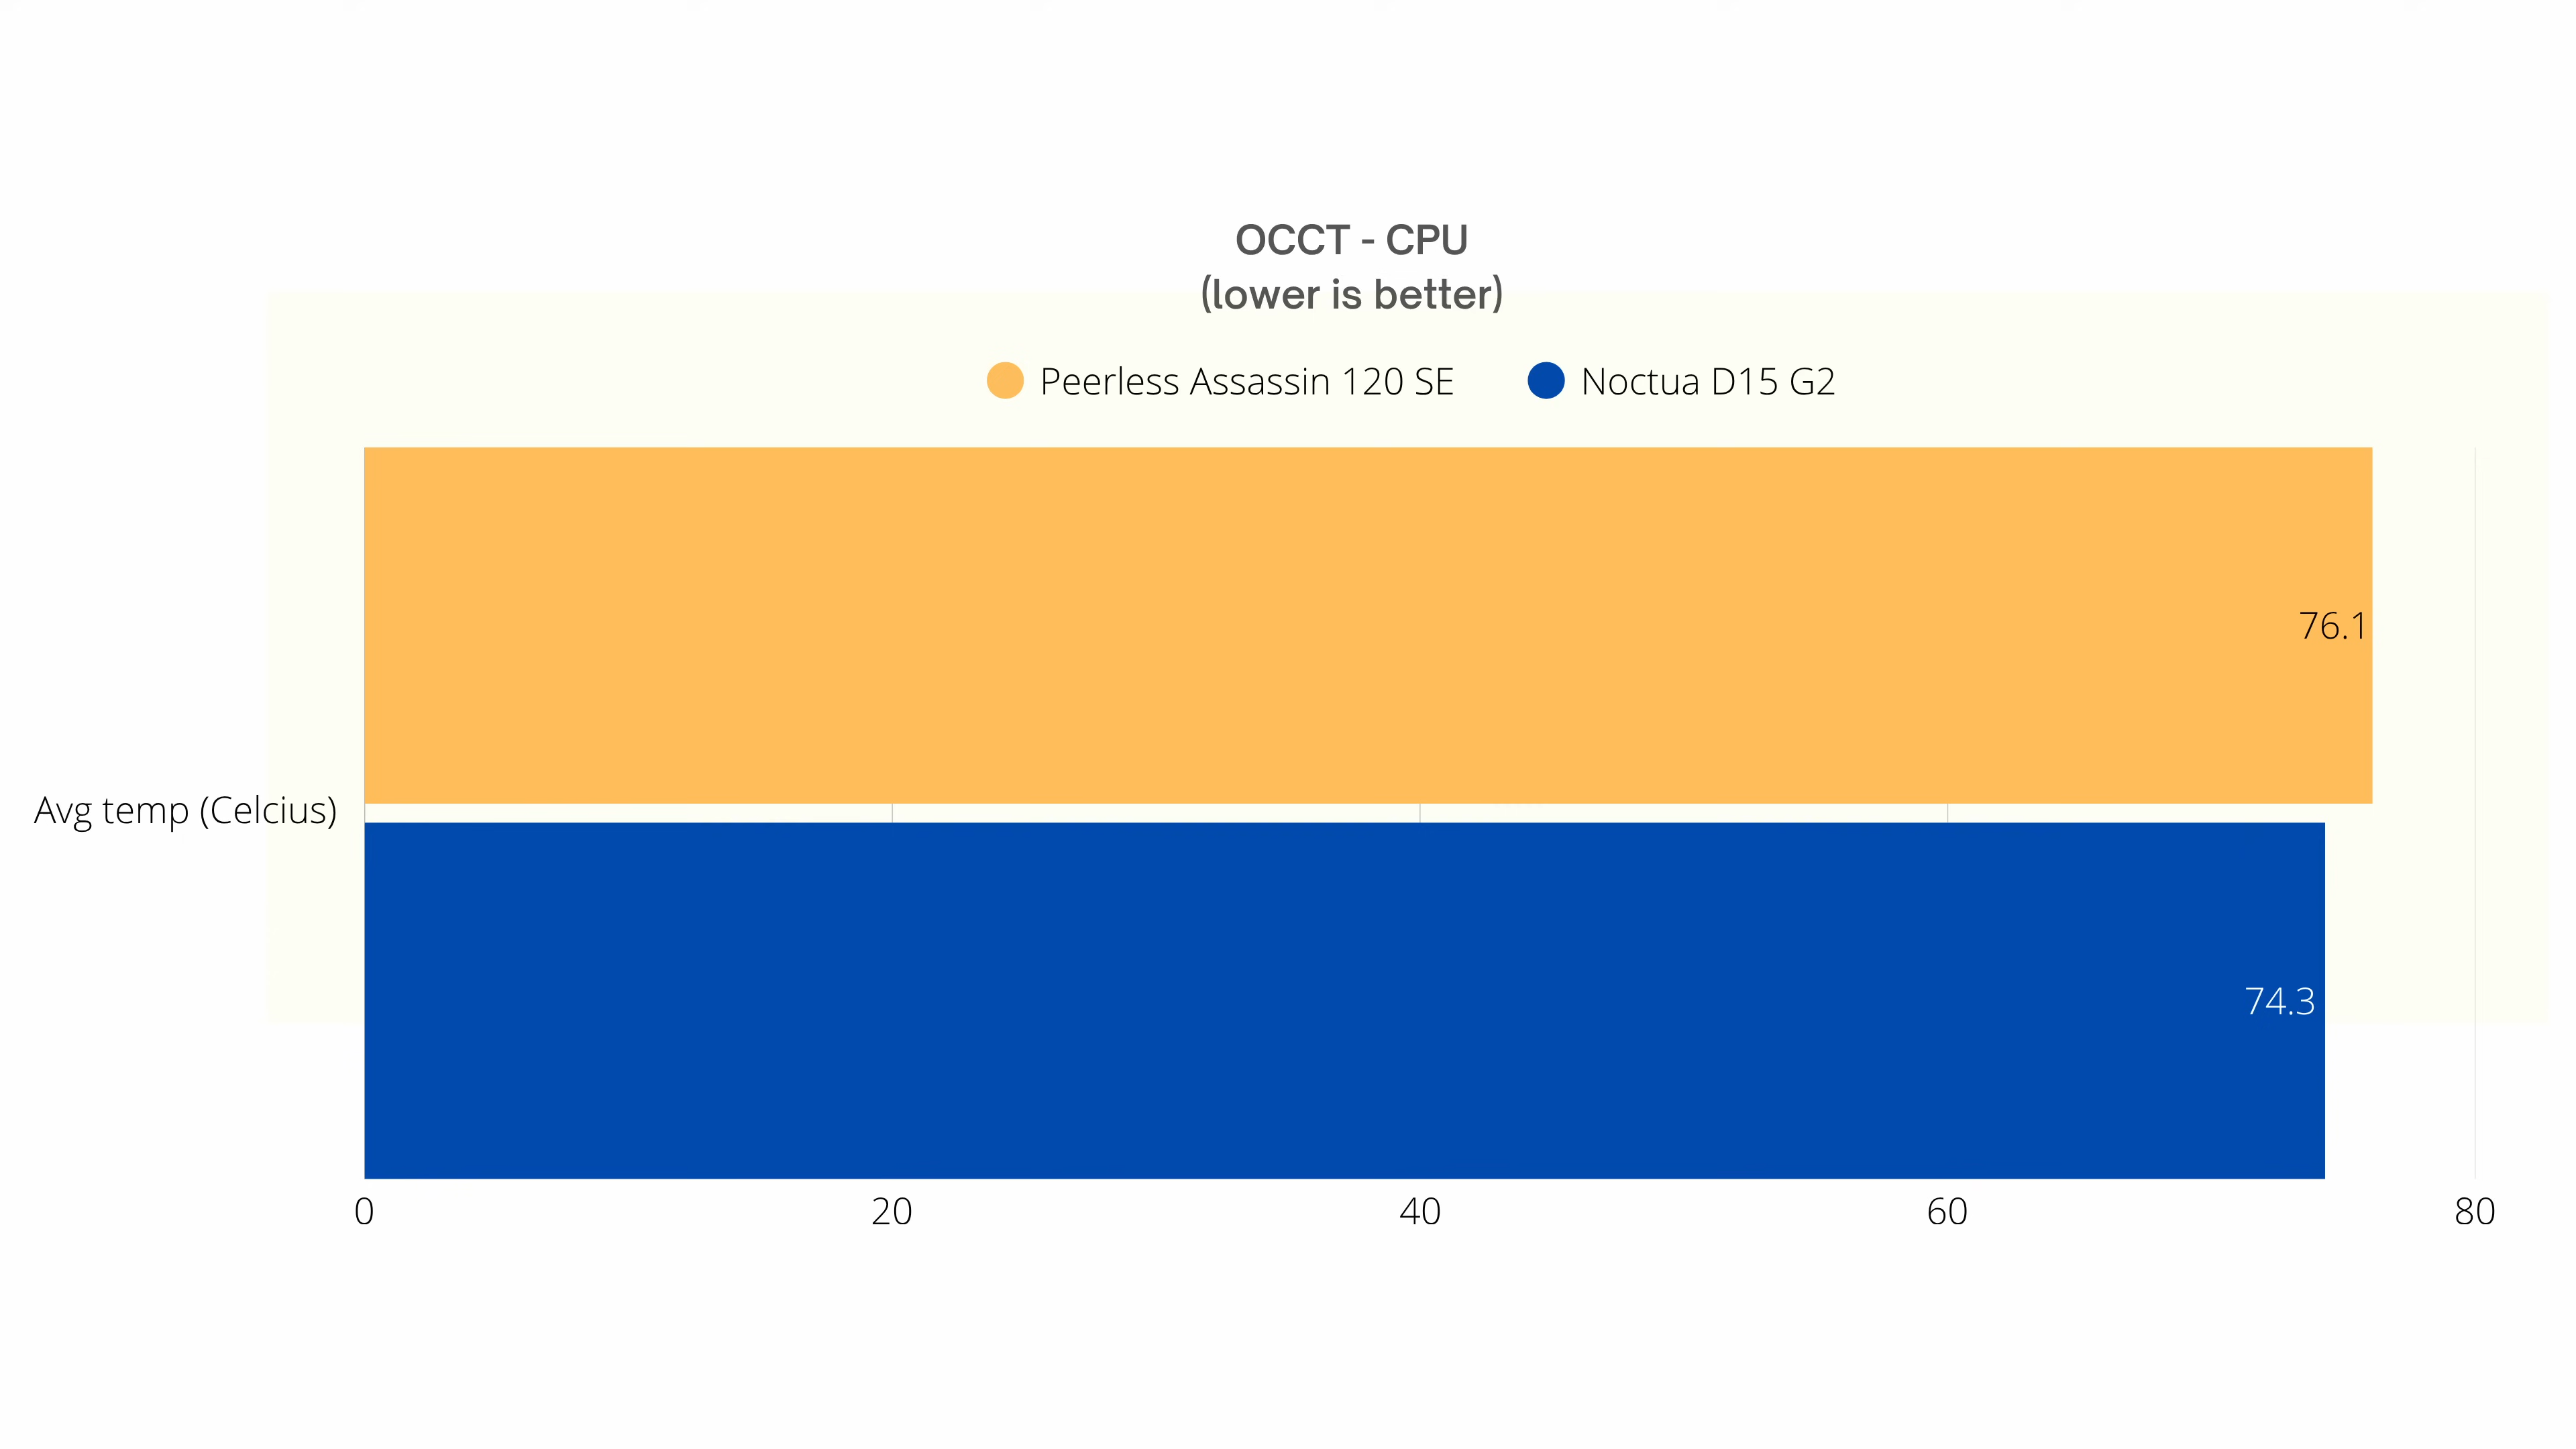 OCCT - CPU
(lower is better)
Peerless Assassin 120 SE Noctua D15 G2
76.1
Avg temp (Celcius)
74.3
0 20 40 60 80